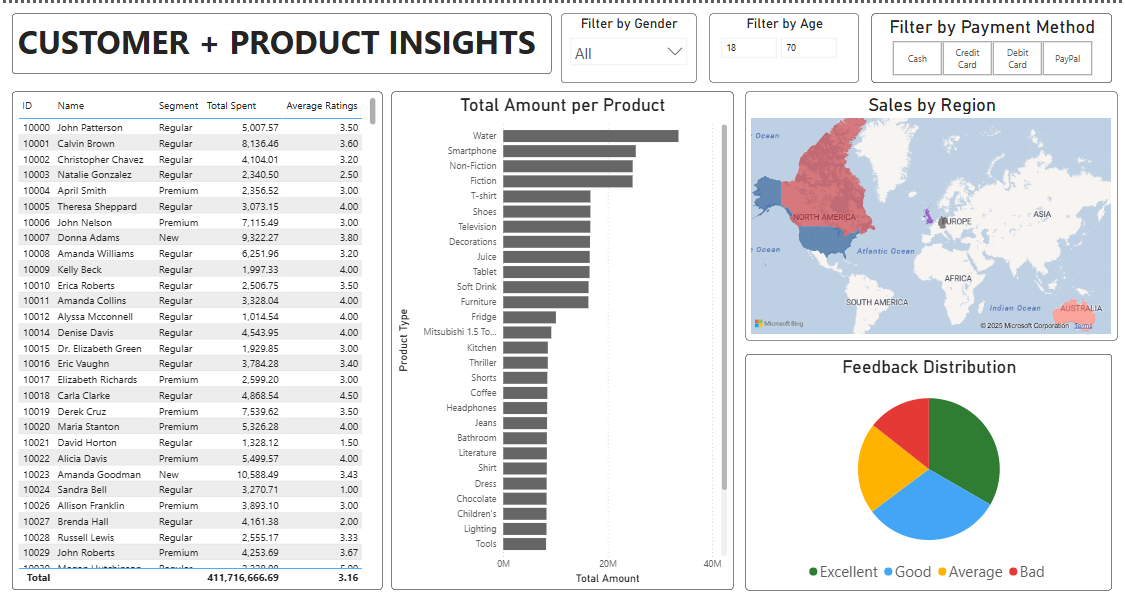 CUSTOMER + PRODUCT INSIGHTS
Filter by Gender
All
Filter by Age
18 70
Filter by Payment Method
Cash
Credit
Card
Debit
Card
PayPal
ID Name Segment Total Spent Average Ratings
10000 John Patterson Regular 5,007.57 3.50
10001 Calvin Brown Regular 8,136.46 3.60
10002 Christopher Chavez Regular 4,104.01 3.20
10003 Natalie Gonzalez Regular 2,340.50 2.50
10004 April Smith Premium 2,356.52 3.00
10005 Theresa Sheppard Regular 3,073.15 4.00
10006 John Nelson Premium 7,115.49 3.00
10007 Donna Adams New 9,322.27 3.80
10008 Amanda Williams Regular 6,251.96 3.20
10009 Kelly Beck Regular 1,997.33 4.00
10010 Erica Roberts Regular 2,506.75 3.50
10011 Amanda Collins Regular 3,328.04 4.00
10012 Alyssa Mcconnell Regular 1,014.54 4.00
10014 Denise Davis Regular 4,543.95 4.00
10015 Dr. Elizabeth Green Regular 1,929.85 3.00
10016 Eric Vaughn Regular 3,784.28 3.40
10017 Elizabeth Richards Premium 2,599.20 3.00
10018 Carla Clarke Regular 4,868.54 4.50
10019 Derek Cruz Premium 7,539.62 3.50
10020 Maria Stanton Premium 5,326.28 4.00
10021 David Horton Regular 1,328.12 1.50
10022 Alicia Davis Premium 5,499.57 4.00
10023 Amanda Goodman New 10,588.49 3.43
10024 Sandra Bell Regular 3,270.71 1.00
10026 Allison Franklin Premium 3,893.10 3.00
10027 Brenda Hall Regular 4,161.38 2.00
10028 Russell Lewis Regular 2,555.17 3.33
10029 John Roberts Premium 4,253.69 3.67
Total 411,716,666.69 3.16
Total Amount per Product
Product Type
Water
Smartphone
Non-Fiction
Fiction
T-shirt
Shoes
Television
Decorations
Juice
Tablet
Soft Drink
Furniture
Fridge
Mitsubishi 1.5 To...
Kitchen
Thriller
Shorts
Coffee
Headphones
Jeans
Bathroom
Literature
Shirt
Dress
Chocolate
Children's
Lighting
Tools
0M 20M 40M
Total Amount
Sales by Region
Ocean
NORTH AMERICA
EUROPE
ASIA
Ocean
Atlantic Ocean
AFRICA
SOUTH AMERICA
Indian Ocean
AUSTRALIA
Microsoft Bing
© 2025 Microsoft Corporation Terms
Feedback Distribution
Excellent Good Average Bad